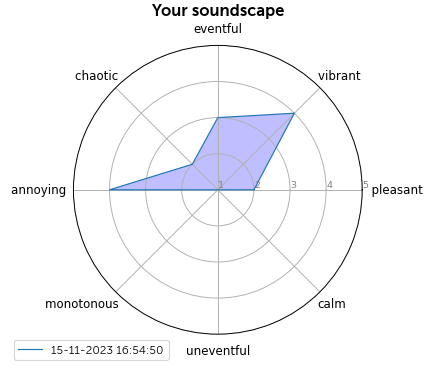 Your soundscape
eventful
chaotic
vibrant
annoying
1 2 3 4 5
pleasant
monotonous
calm
uneventful
15-11-2023 16:54:50